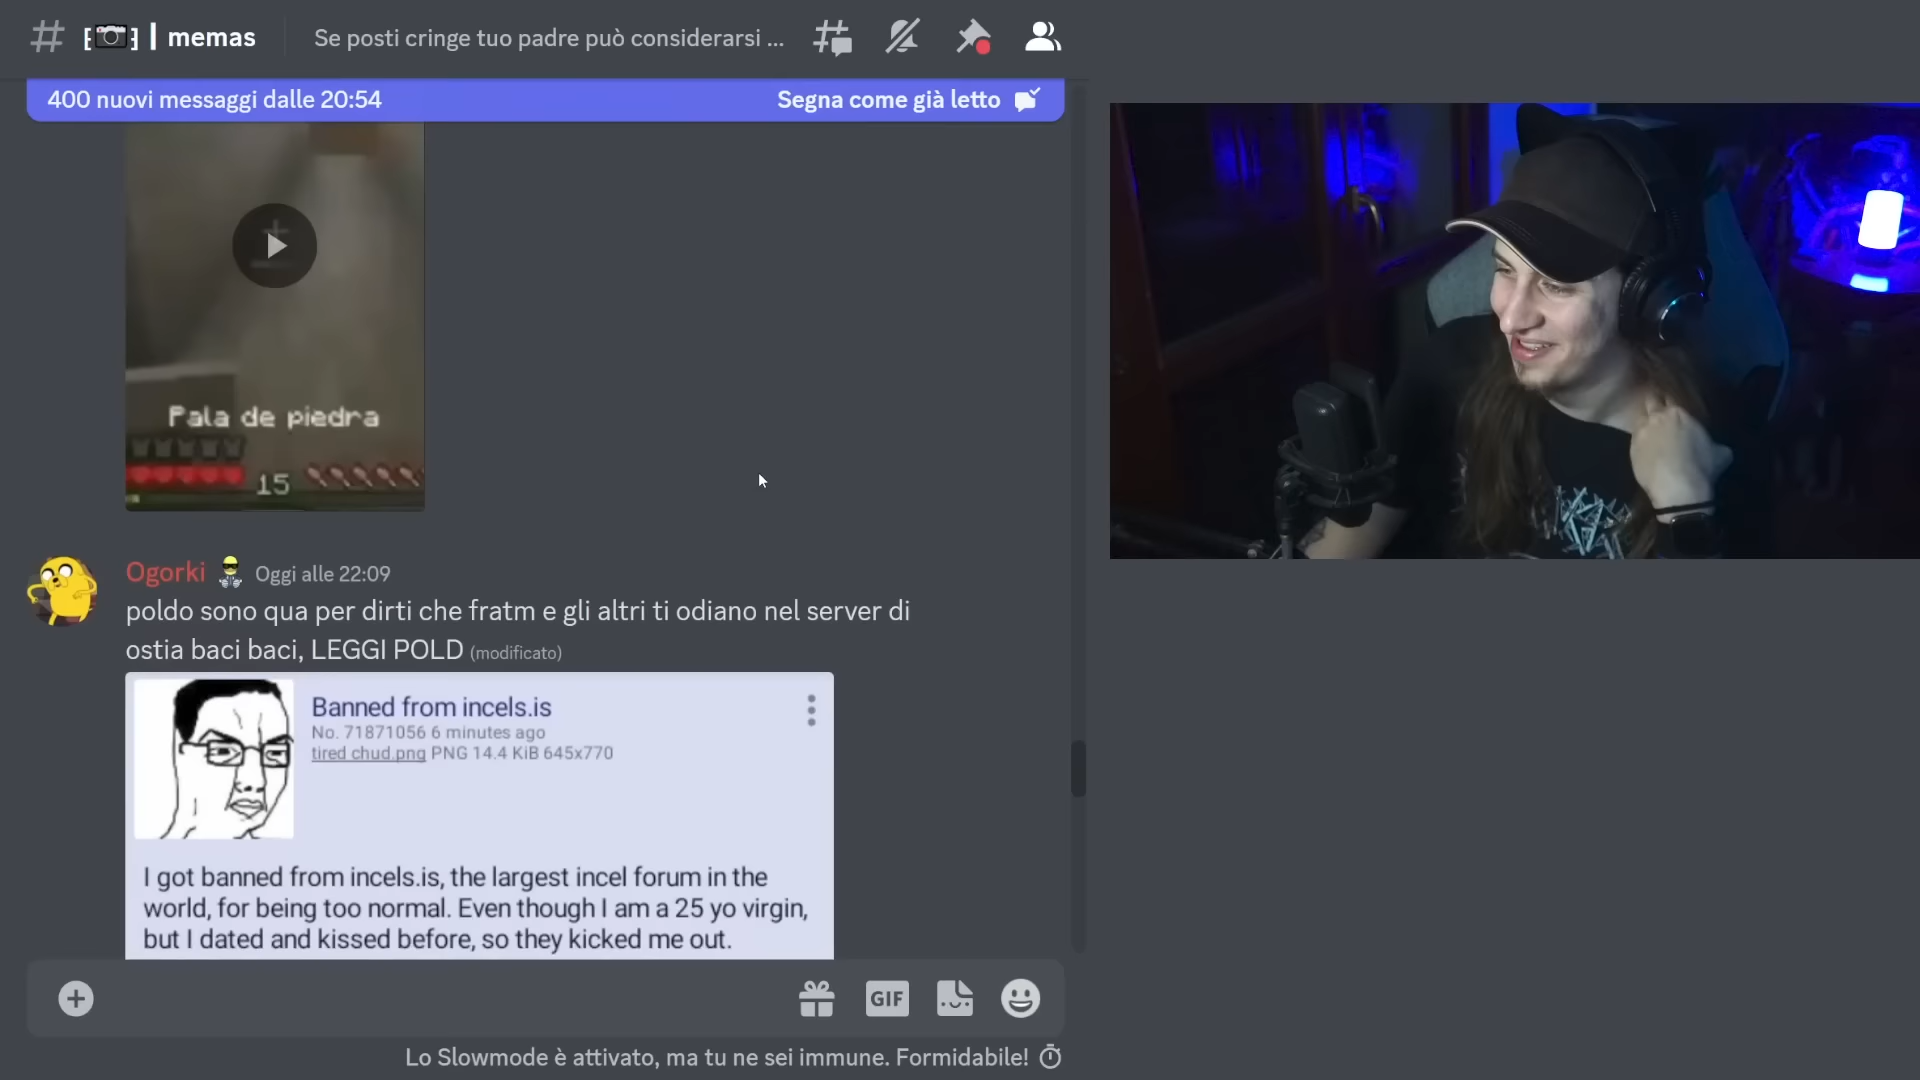 | memas
Se posti cringe tuo padre può considerarsi ...
400 nuovi messaggi dalle 20:54
Segna come già letto
Pala de piedra
15
Ogorki Oggi alle 22:09
poldo sono qua per dirti che fratm e gli altri ti odiano nel server di
ostia baci baci, LEGGI POLD (modificato)
Banned from incels.is
No. 71871056 6 minutes ago
tired chud.png PNG 14.4 KiB 645x770
I got banned from incels.is, the largest incel forum in the
world, for being too normal. Even though I am a 25 yo virgin,
but I dated and kissed before, so they kicked me out.
GIF
Lo Slowmode è attivato, ma tu ne sei immune. Formidabile!